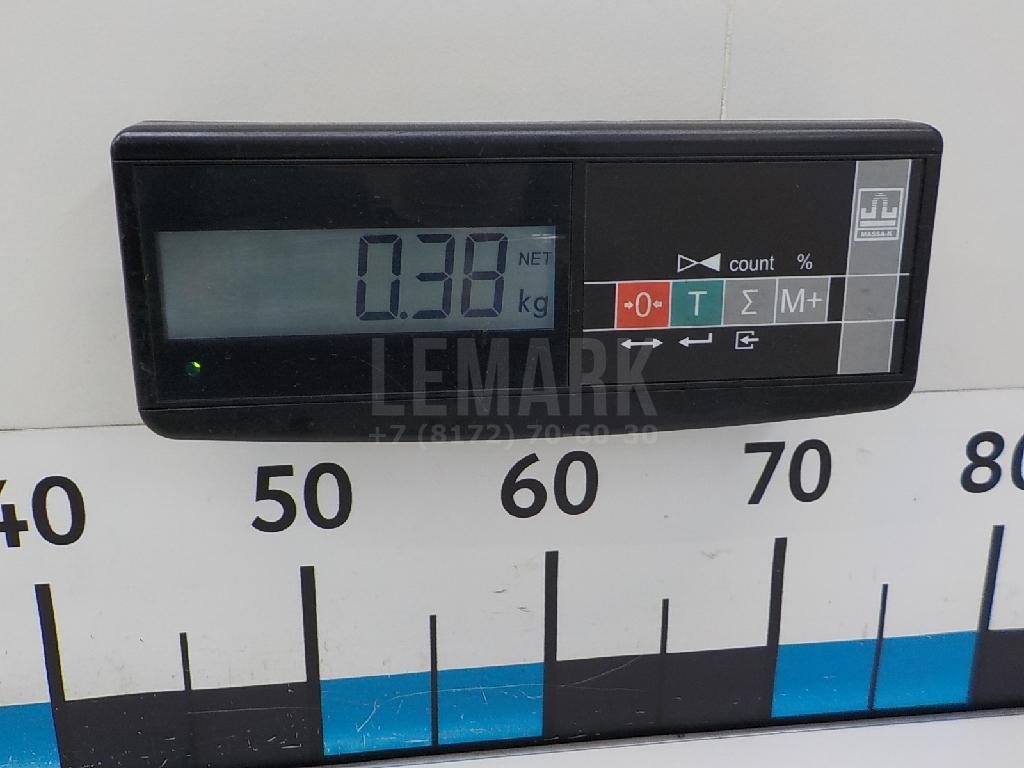 0.38 NET
kg
MASSA-K
count %
→0← T Σ M+
LEMARK
+7 (8172) 70-60-30
40 50 60 70 80